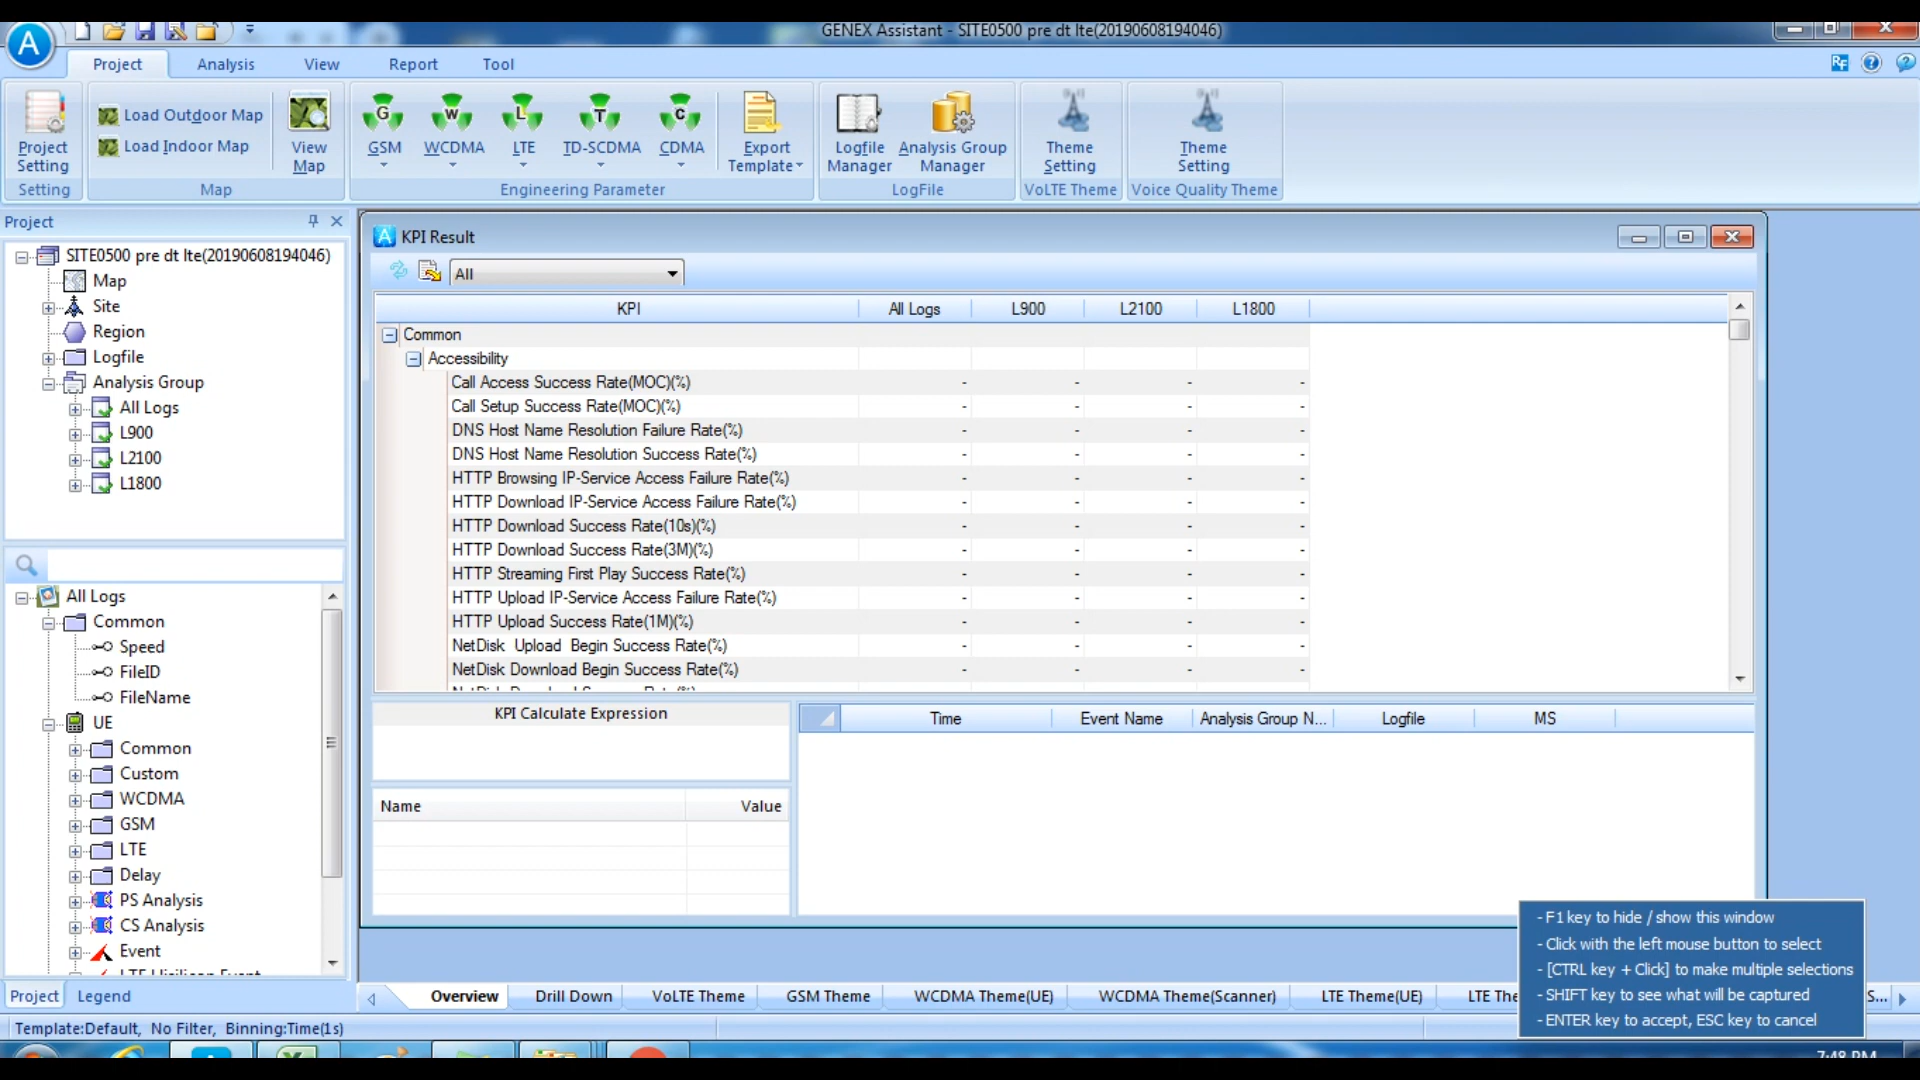 GENEX Assistant - SITE0500 pre dt lte(20190608194046)
Project
Analysis
View
Report
Tool
Project Setting
Load Outdoor Map
Load Indoor Map
View Map
GSM
WCDMA
LTE
TD-SCDMA
CDMA
Export Template
Logfile Manager
Analysis Group Manager
Theme Setting
Theme Setting
Setting
Map
Engineering Parameter
LogFile
VoLTE Theme
Voice Quality Theme
Project
SITE0500 pre dt lte(20190608194046)
Map
Site
Region
Logfile
Analysis Group
All Logs
L900
L2100
L1800
All Logs
Common
Speed
FileID
FileName
UE
Common
Custom
WCDMA
GSM
LTE
Delay
PS Analysis
CS Analysis
Event
Project
Legend
KPI Result
All
KPI
All Logs
L900
L2100
L1800
Common
Accessibility
Call Access Success Rate(MOC)(%) - - - -
Call Setup Success Rate(MOC)(%) - - - -
DNS Host Name Resolution Failure Rate(%) - - - -
DNS Host Name Resolution Success Rate(%) - - - -
HTTP Browsing IP-Service Access Failure Rate(%) - - - -
HTTP Download IP-Service Access Failure Rate(%) - - - -
HTTP Download Success Rate(10s)(%) - - - -
HTTP Download Success Rate(3M)(%) - - - -
HTTP Streaming First Play Success Rate(%) - - - -
HTTP Upload IP-Service Access Failure Rate(%) - - - -
HTTP Upload Success Rate(1M)(%) - - - -
NetDisk  Upload  Begin Success Rate(%) - - - -
NetDisk Download Begin Success Rate(%) - - - -
KPI Calculate Expression
Name
Value
Time
Event Name
Analysis Group N...
Logfile
MS
- F1 key to hide / show this window
- Click with the left mouse button to select
- [CTRL key + Click] to make multiple selections
- SHIFT key to see what will be captured
- ENTER key to accept, ESC key to cancel
Overview
Drill Down
VoLTE Theme
GSM Theme
WCDMA Theme(UE)
WCDMA Theme(Scanner)
LTE Theme(UE)
LTE The
S...
Template:Default,  No Filter,  Binning:Time(1s)
7:48 PM